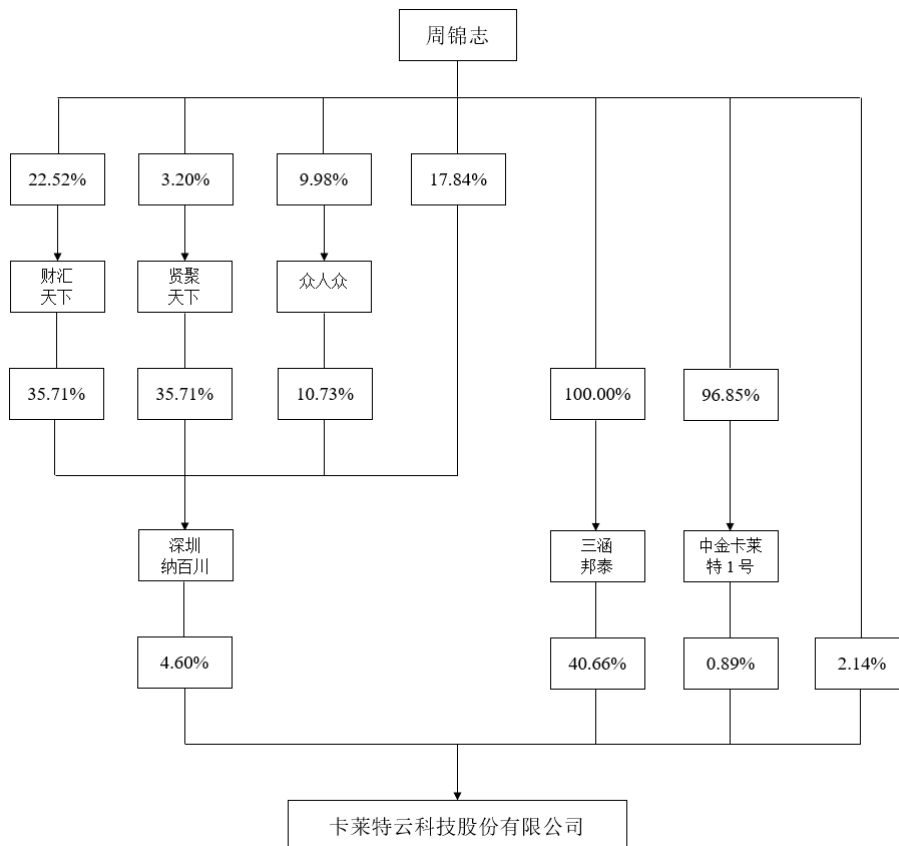 周锦志
22.52%
3.20%
9.98%
17.84%
财汇
天下
贤聚
天下
众人众
35.71%
35.71%
10.73%
100.00%
96.85%
深圳
纳百川
三涵
邦泰
中金卡莱
特1号
4.60%
40.66%
0.89%
2.14%
卡莱特云科技股份有限公司